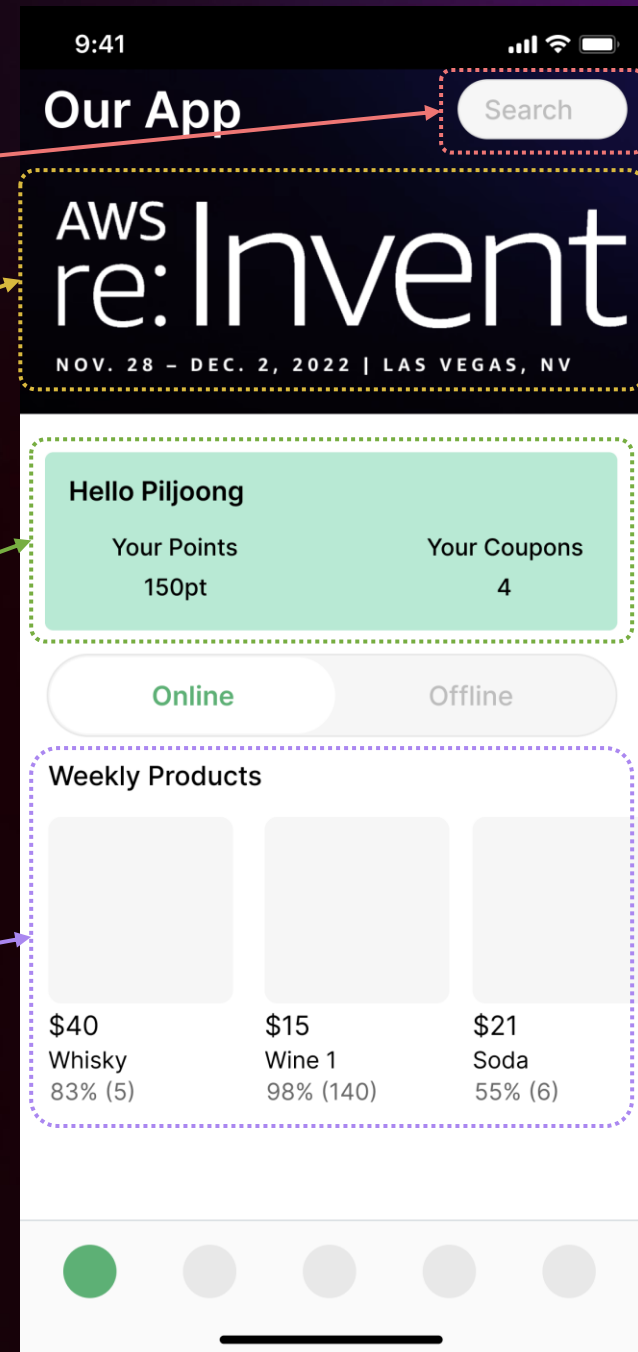 9:41
Our App
Search
AWS
re:Invent
NOV. 28 – DEC. 2, 2022 | LAS VEGAS, NV
Hello Piljoong
Your Points
Your Coupons
150pt
4
Online
Offline
Weekly Products
$40
$15
$21
Whisky
Wine 1
Soda
83% (5)
98% (140)
55% (6)